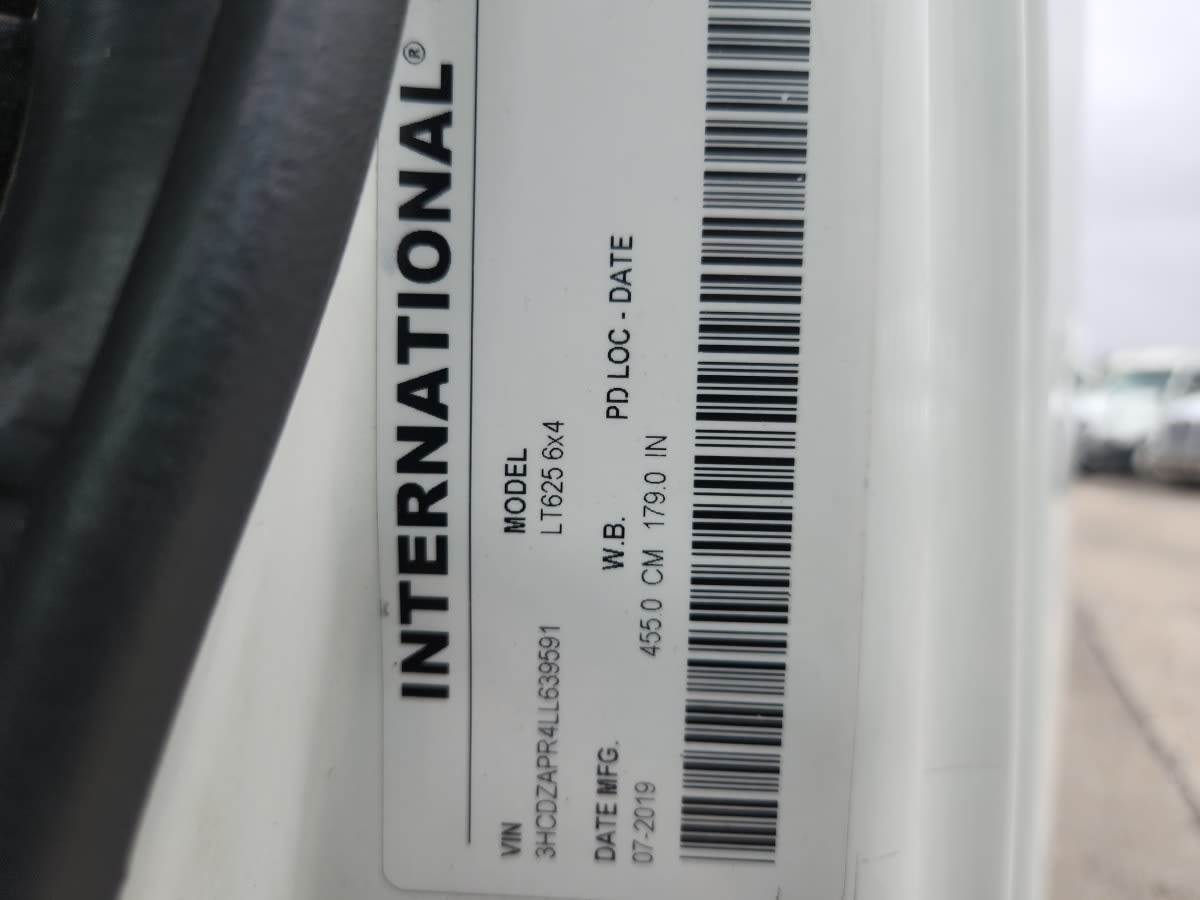 INTERNATIONAL®
VIN MODEL
3HCDZAPR4LL639591 LT625 6x4
DATE MFG. W.B. PD LOC - DATE
07-2019 455.0 CM 179.0 IN